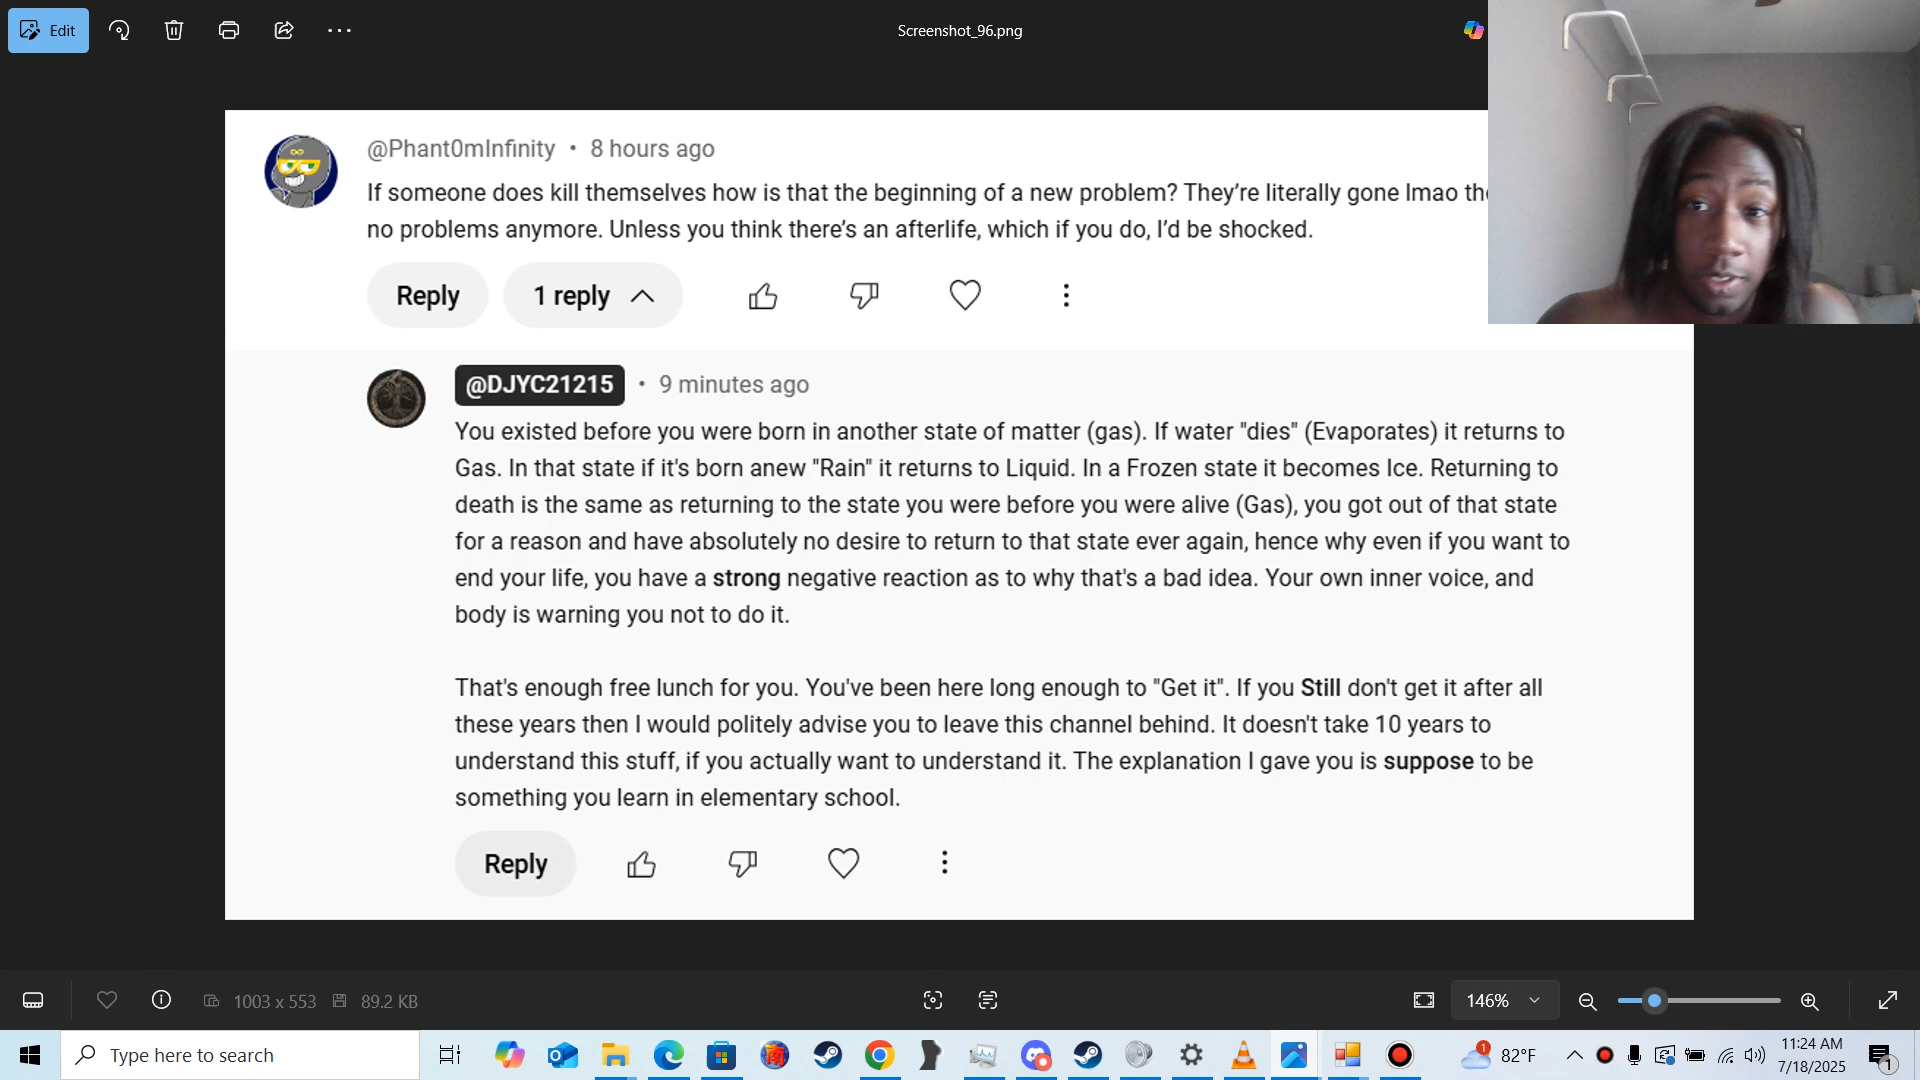 Edit
Screenshot_96.png
@Phant0mInfinity • 8 hours ago
If someone does kill themselves how is that the beginning of a new problem? They're literally gone lmao
no problems anymore. Unless you think there's an afterlife, which if you do, I'd be shocked.
Reply
1 reply
@DJYC21215 • 9 minutes ago
You existed before you were born in another state of matter (gas). If water "dies" (Evaporates) it returns to
Gas. In that state if it's born anew "Rain" it returns to Liquid. In a Frozen state it becomes Ice. Returning to
death is the same as returning to the state you were before you were alive (Gas), you got out of that state
for a reason and have absolutely no desire to return to that state ever again, hence why even if you want to
end your life, you have a strong negative reaction as to why that's a bad idea. Your own inner voice, and
body is warning you not to do it.
That's enough free lunch for you. You've been here long enough to "Get it". If you Still don't get it after all
these years then I would politely advise you to leave this channel behind. It doesn't take 10 years to
understand this stuff, if you actually want to understand it. The explanation I gave you is suppose to be
something you learn in elementary school.
Reply
1003 x 553
89.2 KB
146%
Type here to search
1
82°F
11:24 AM
7/18/2025
1